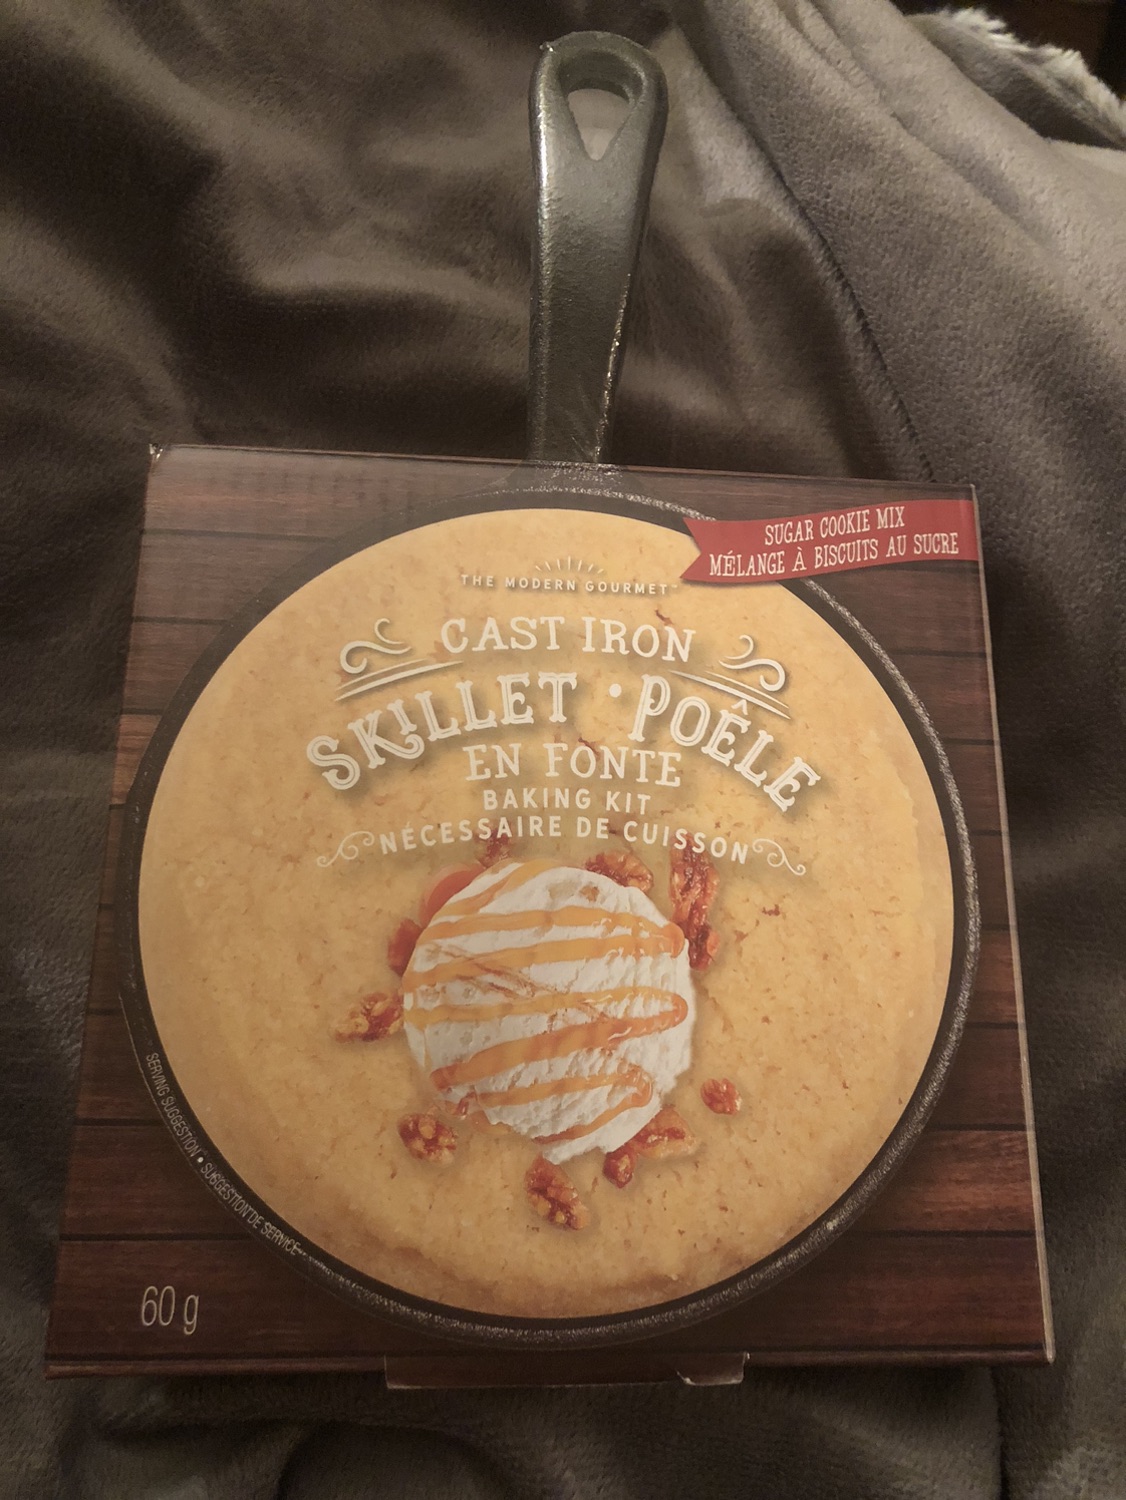 SUGAR COOKIE MIX
MÉLANGE À BISCUITS AU SUCRE
THE MODERN GOURMET™
CAST IRON
SKILLET • POÊLE
EN FONTE
BAKING KIT
NÉCESSAIRE DE CUISSON
SERVING SUGGESTION • SUGGESTION DE SERVICE
60 g